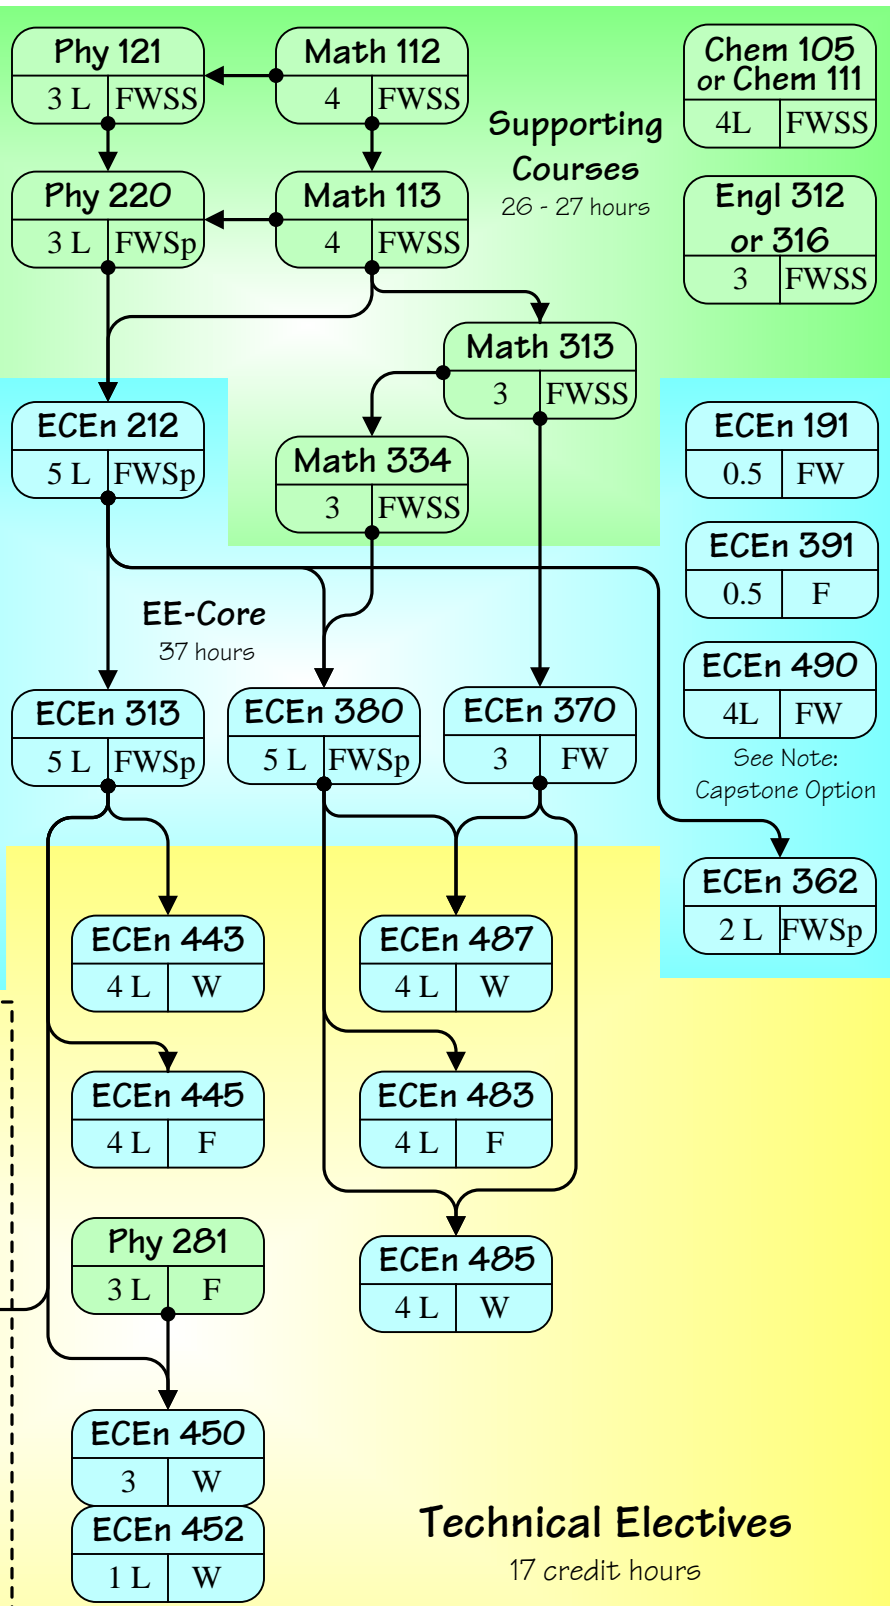 Phy 121
3 L FWSS
Math 112
4 FWSS
Chem 105
or Chem 111
4L FWSS
Supporting
Courses
26 - 27 hours
Phy 220
3 L FWSp
Math 113
4 FWSS
Engl 312
or 316
3 FWSS
Math 313
3 FWSS
ECEn 212
5 L FWSp
Math 334
3 FWSS
ECEn 191
0.5 FW
ECEn 391
0.5 F
EE-Core
37 hours
ECEn 490
4L FW
See Note:
Capstone Option
ECEn 313
5 L FWSp
ECEn 380
5 L FWSp
ECEn 370
3 FW
ECEn 362
2 L FWSp
ECEn 443
4 L W
ECEn 487
4 L W
ECEn 445
4 L F
ECEn 483
4 L F
Phy 281
3 L F
ECEn 485
4 L W
ECEn 450
3 W
ECEn 452
1 L W
Technical Electives
17 credit hours